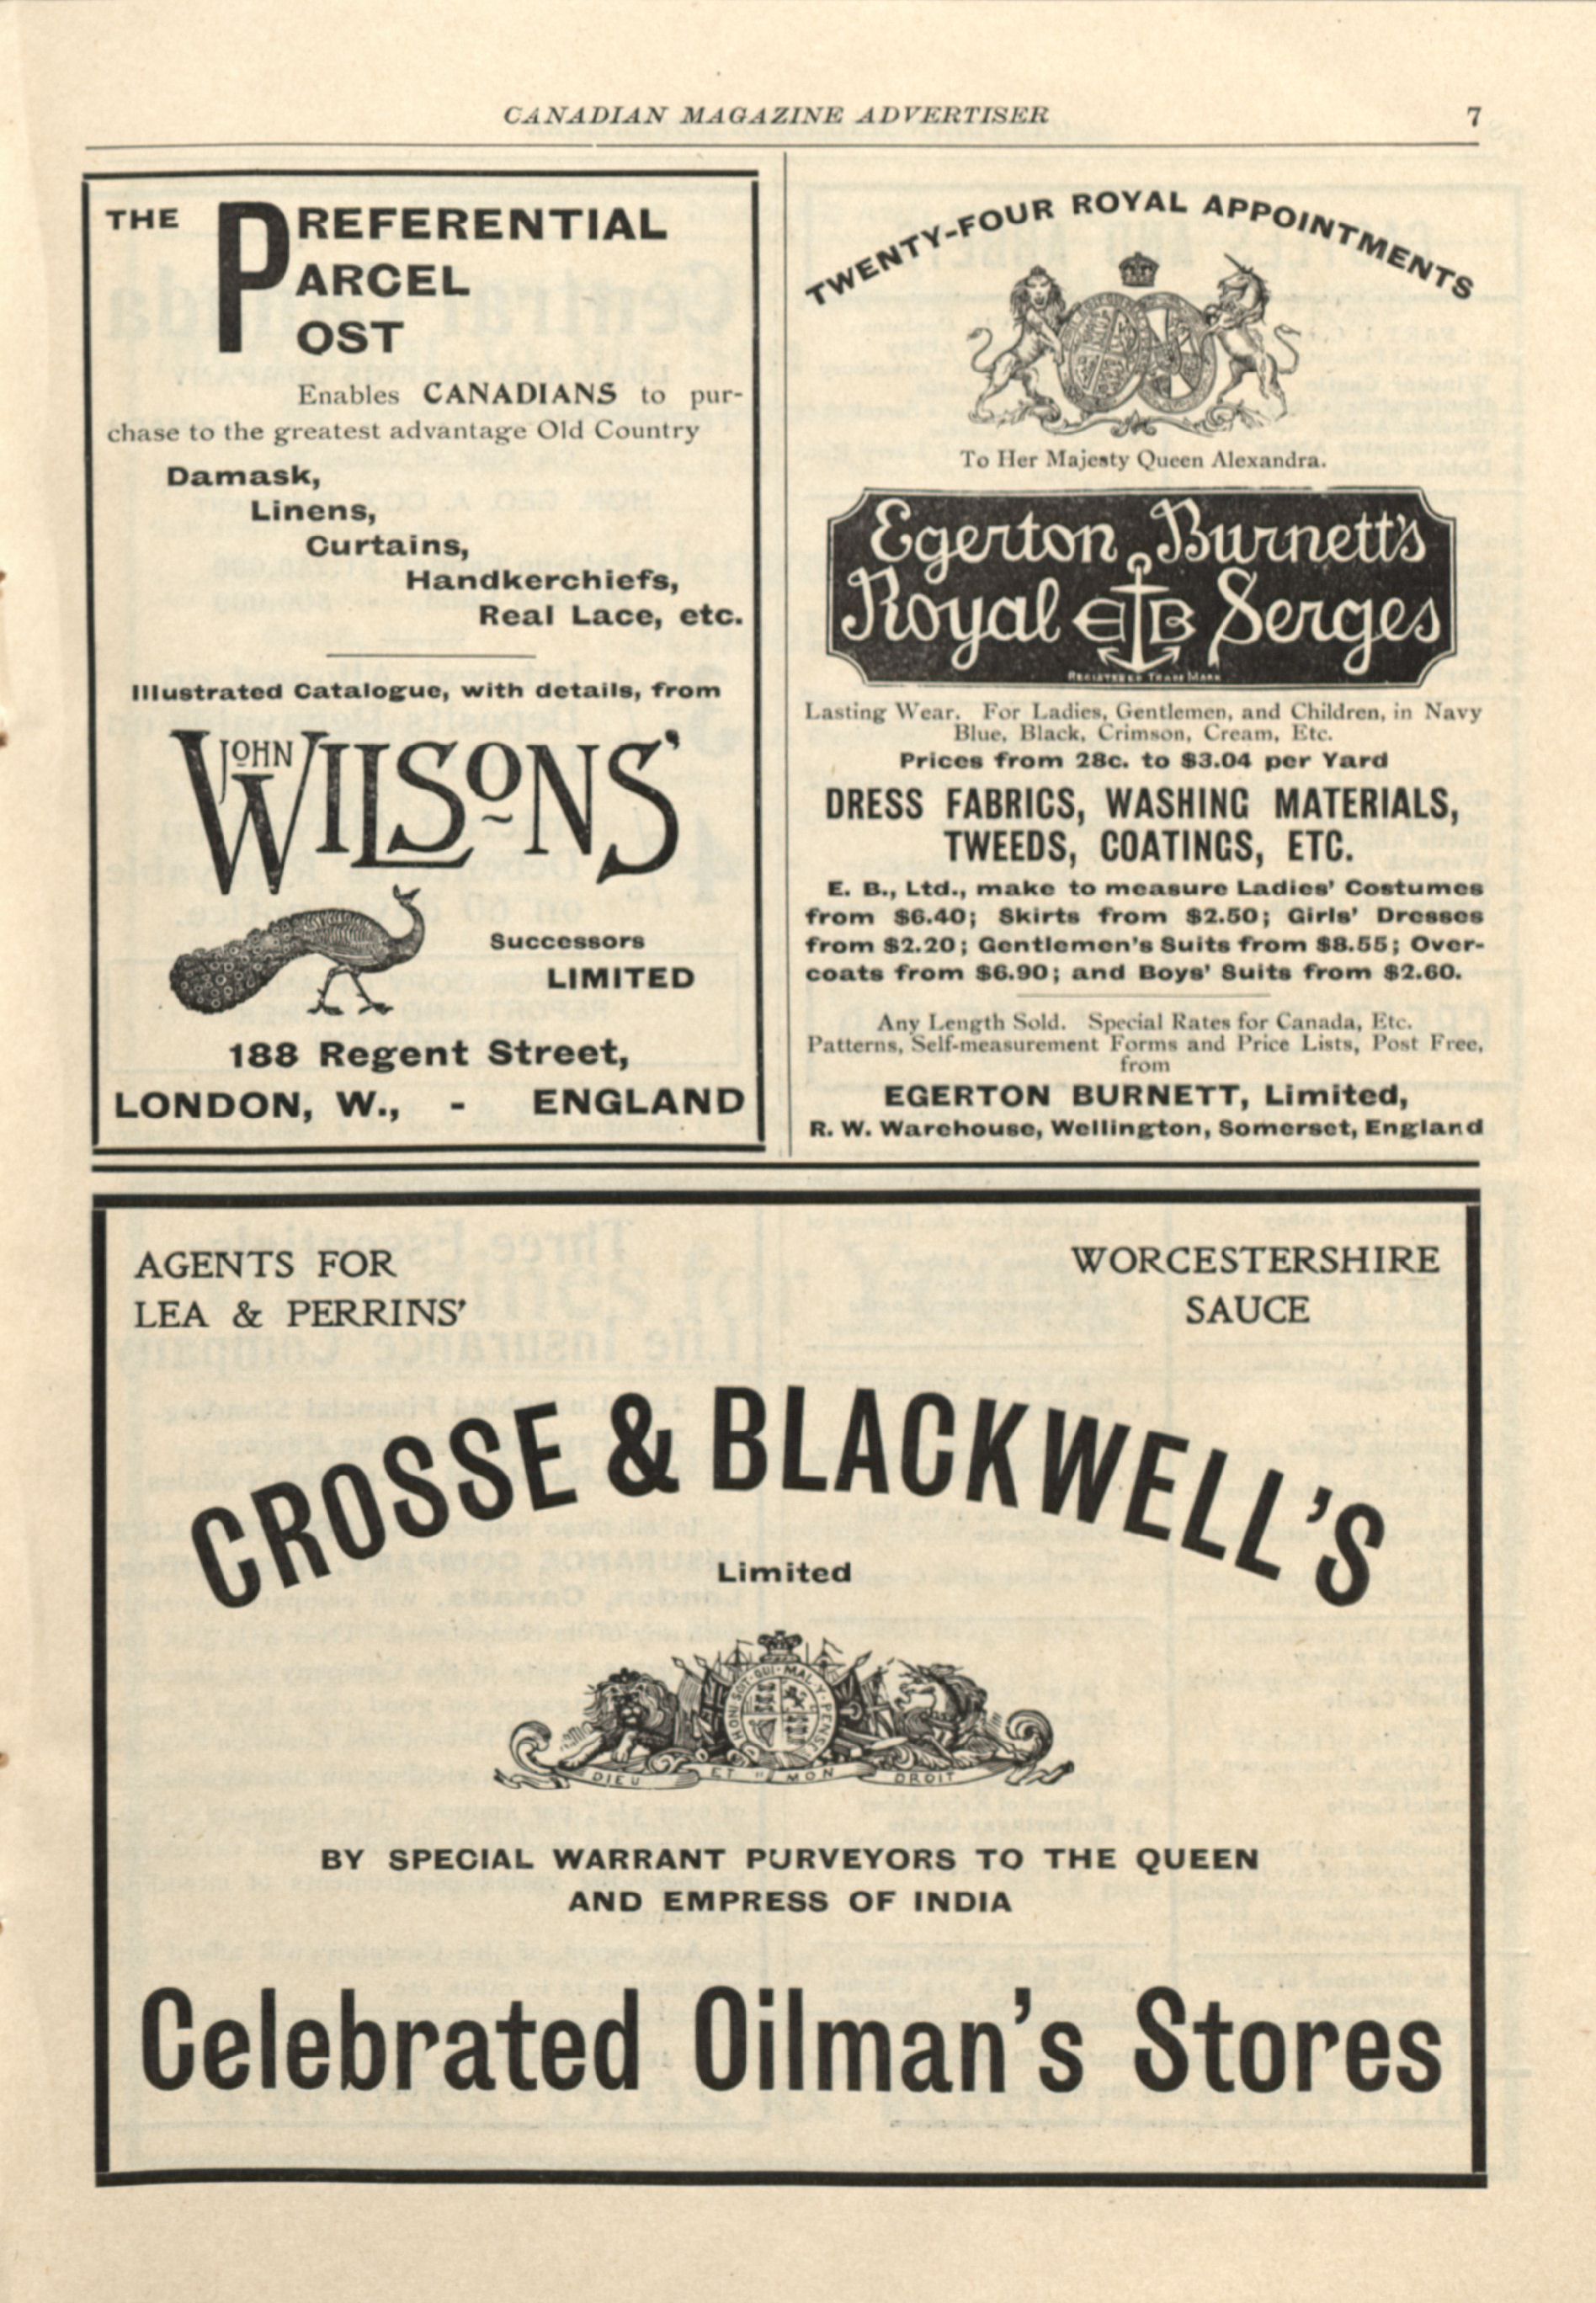 CANADIAN MAGAZINE ADVERTISER 7
THE PREFERENTIAL
PARCEL
POST
Enables CANADIANS to pur-
chase to the greatest advantage Old Country
Damask,
Linens,
Curtains,
Handkerchiefs,
Real Lace, etc.
Illustrated Catalogue, with details, from
JOHN WILSONS'
Successors
LIMITED
188 Regent Street,
LONDON, W., - ENGLAND
TWENTY-FOUR ROYAL APPOINTMENTS
To Her Majesty Queen Alexandra.
Egerton Burnett's
Royal EB Serges
REGISTERED TRADE MARK
Lasting Wear. For Ladies, Gentlemen, and Children, in Navy
Blue, Black, Crimson, Cream, Etc.
Prices from 28c. to $3.04 per Yard
DRESS FABRICS, WASHING MATERIALS,
TWEEDS, COATINGS, ETC.
E. B., Ltd., make to measure Ladies' Costumes
from $6.40; Skirts from $2.50; Girls' Dresses
from $2.20; Gentlemen's Suits from $8.55; Over-
coats from $6.90; and Boys' Suits from $2.60.
Any Length Sold. Special Rates for Canada, Etc.
Patterns, Self-measurement Forms and Price Lists, Post Free,
from
EGERTON BURNETT, Limited,
R. W. Warehouse, Wellington, Somerset, England
AGENTS FOR
LEA & PERRINS'
WORCESTERSHIRE
SAUCE
CROSSE & BLACKWELL'S
Limited
HONI·SOIT·QUI·MAL·Y·PENSE
DIEU ET MON DROIT
BY SPECIAL WARRANT PURVEYORS TO THE QUEEN
AND EMPRESS OF INDIA
Celebrated Oilman's Stores